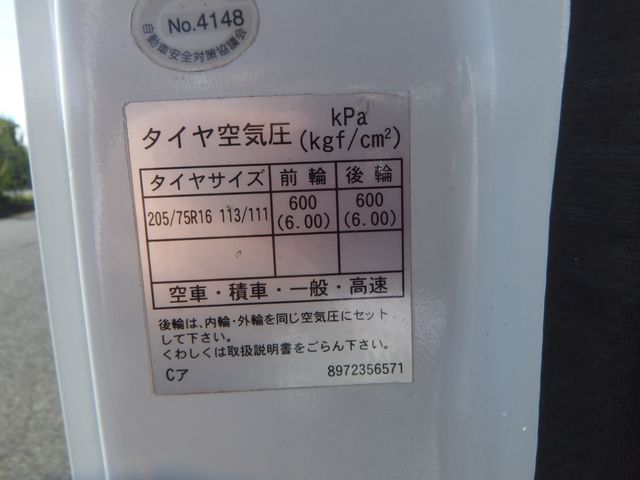 No.4148
自動車安全対策協議会
タイヤ空気圧 kPa (kgf/cm²)
タイヤサイズ 前輪 後輪
205/75R16 113/111 600 (6.00) 600 (6.00)
空車・積車・一般・高速
後輪は、内輪・外輪を同じ空気圧にセット
して下さい。
くわしくは取扱説明書をごらん下さい。
Cア 8972356571